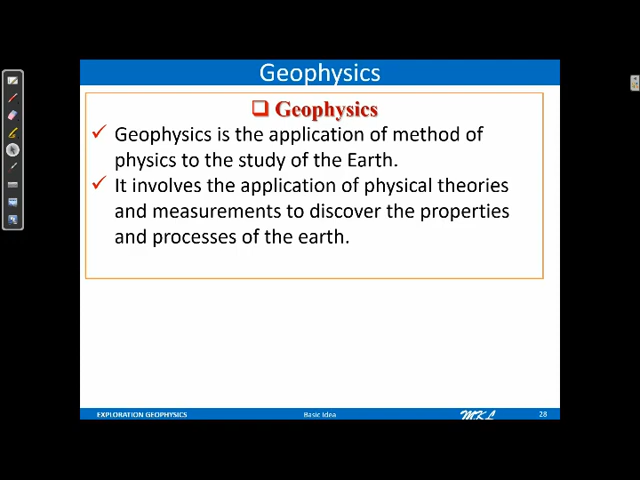 Geophysics
Geophysics
Geophysics is the application of method of
physics to the study of the Earth.
It involves the application of physical theories
and measurements to discover the properties
and processes of the earth.
EXPLORATION GEOPHYSICS
Basic Idea
MKL
28